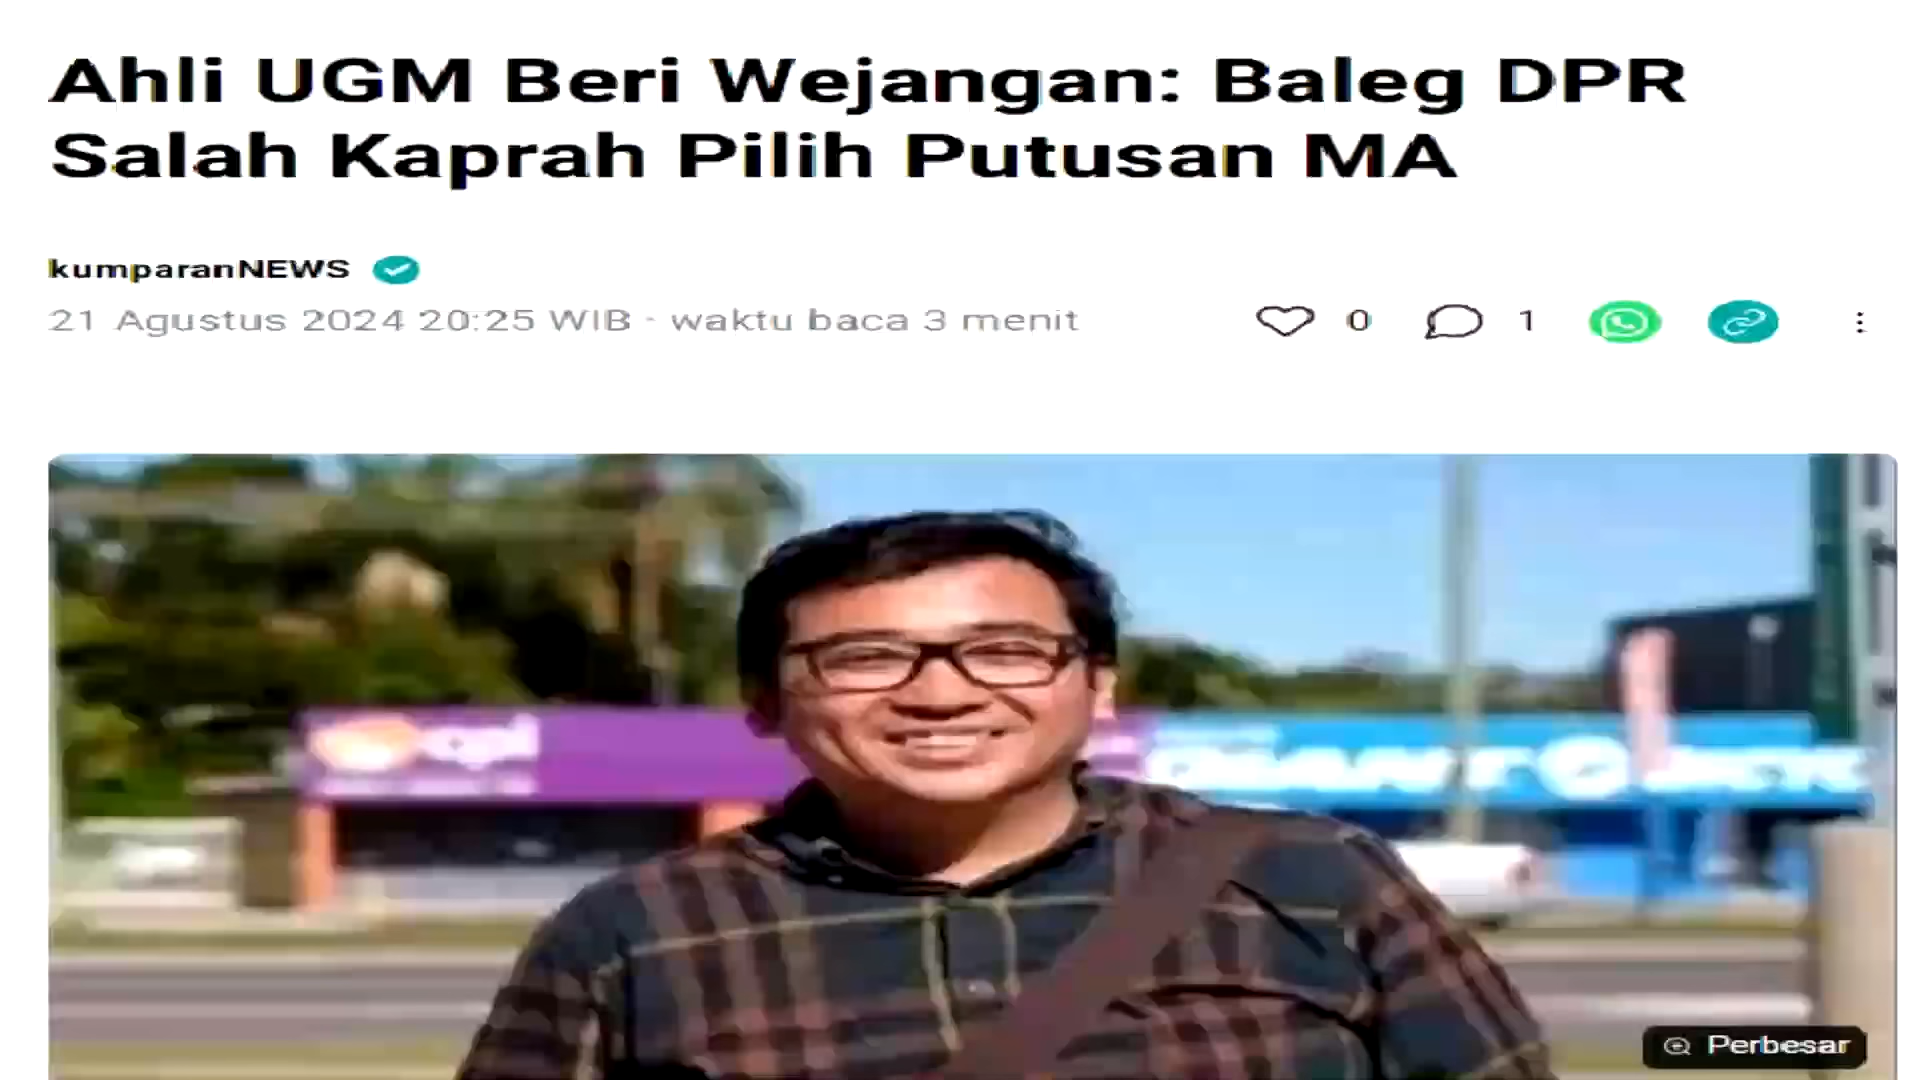 Ahli UGM Beri Wejangan: Baleg DPR
Salah Kaprah Pilih Putusan MA
kumparanNEWS
21 Agustus 2024 20:25 WIB · waktu baca 3 menit
0
1
Perbesar